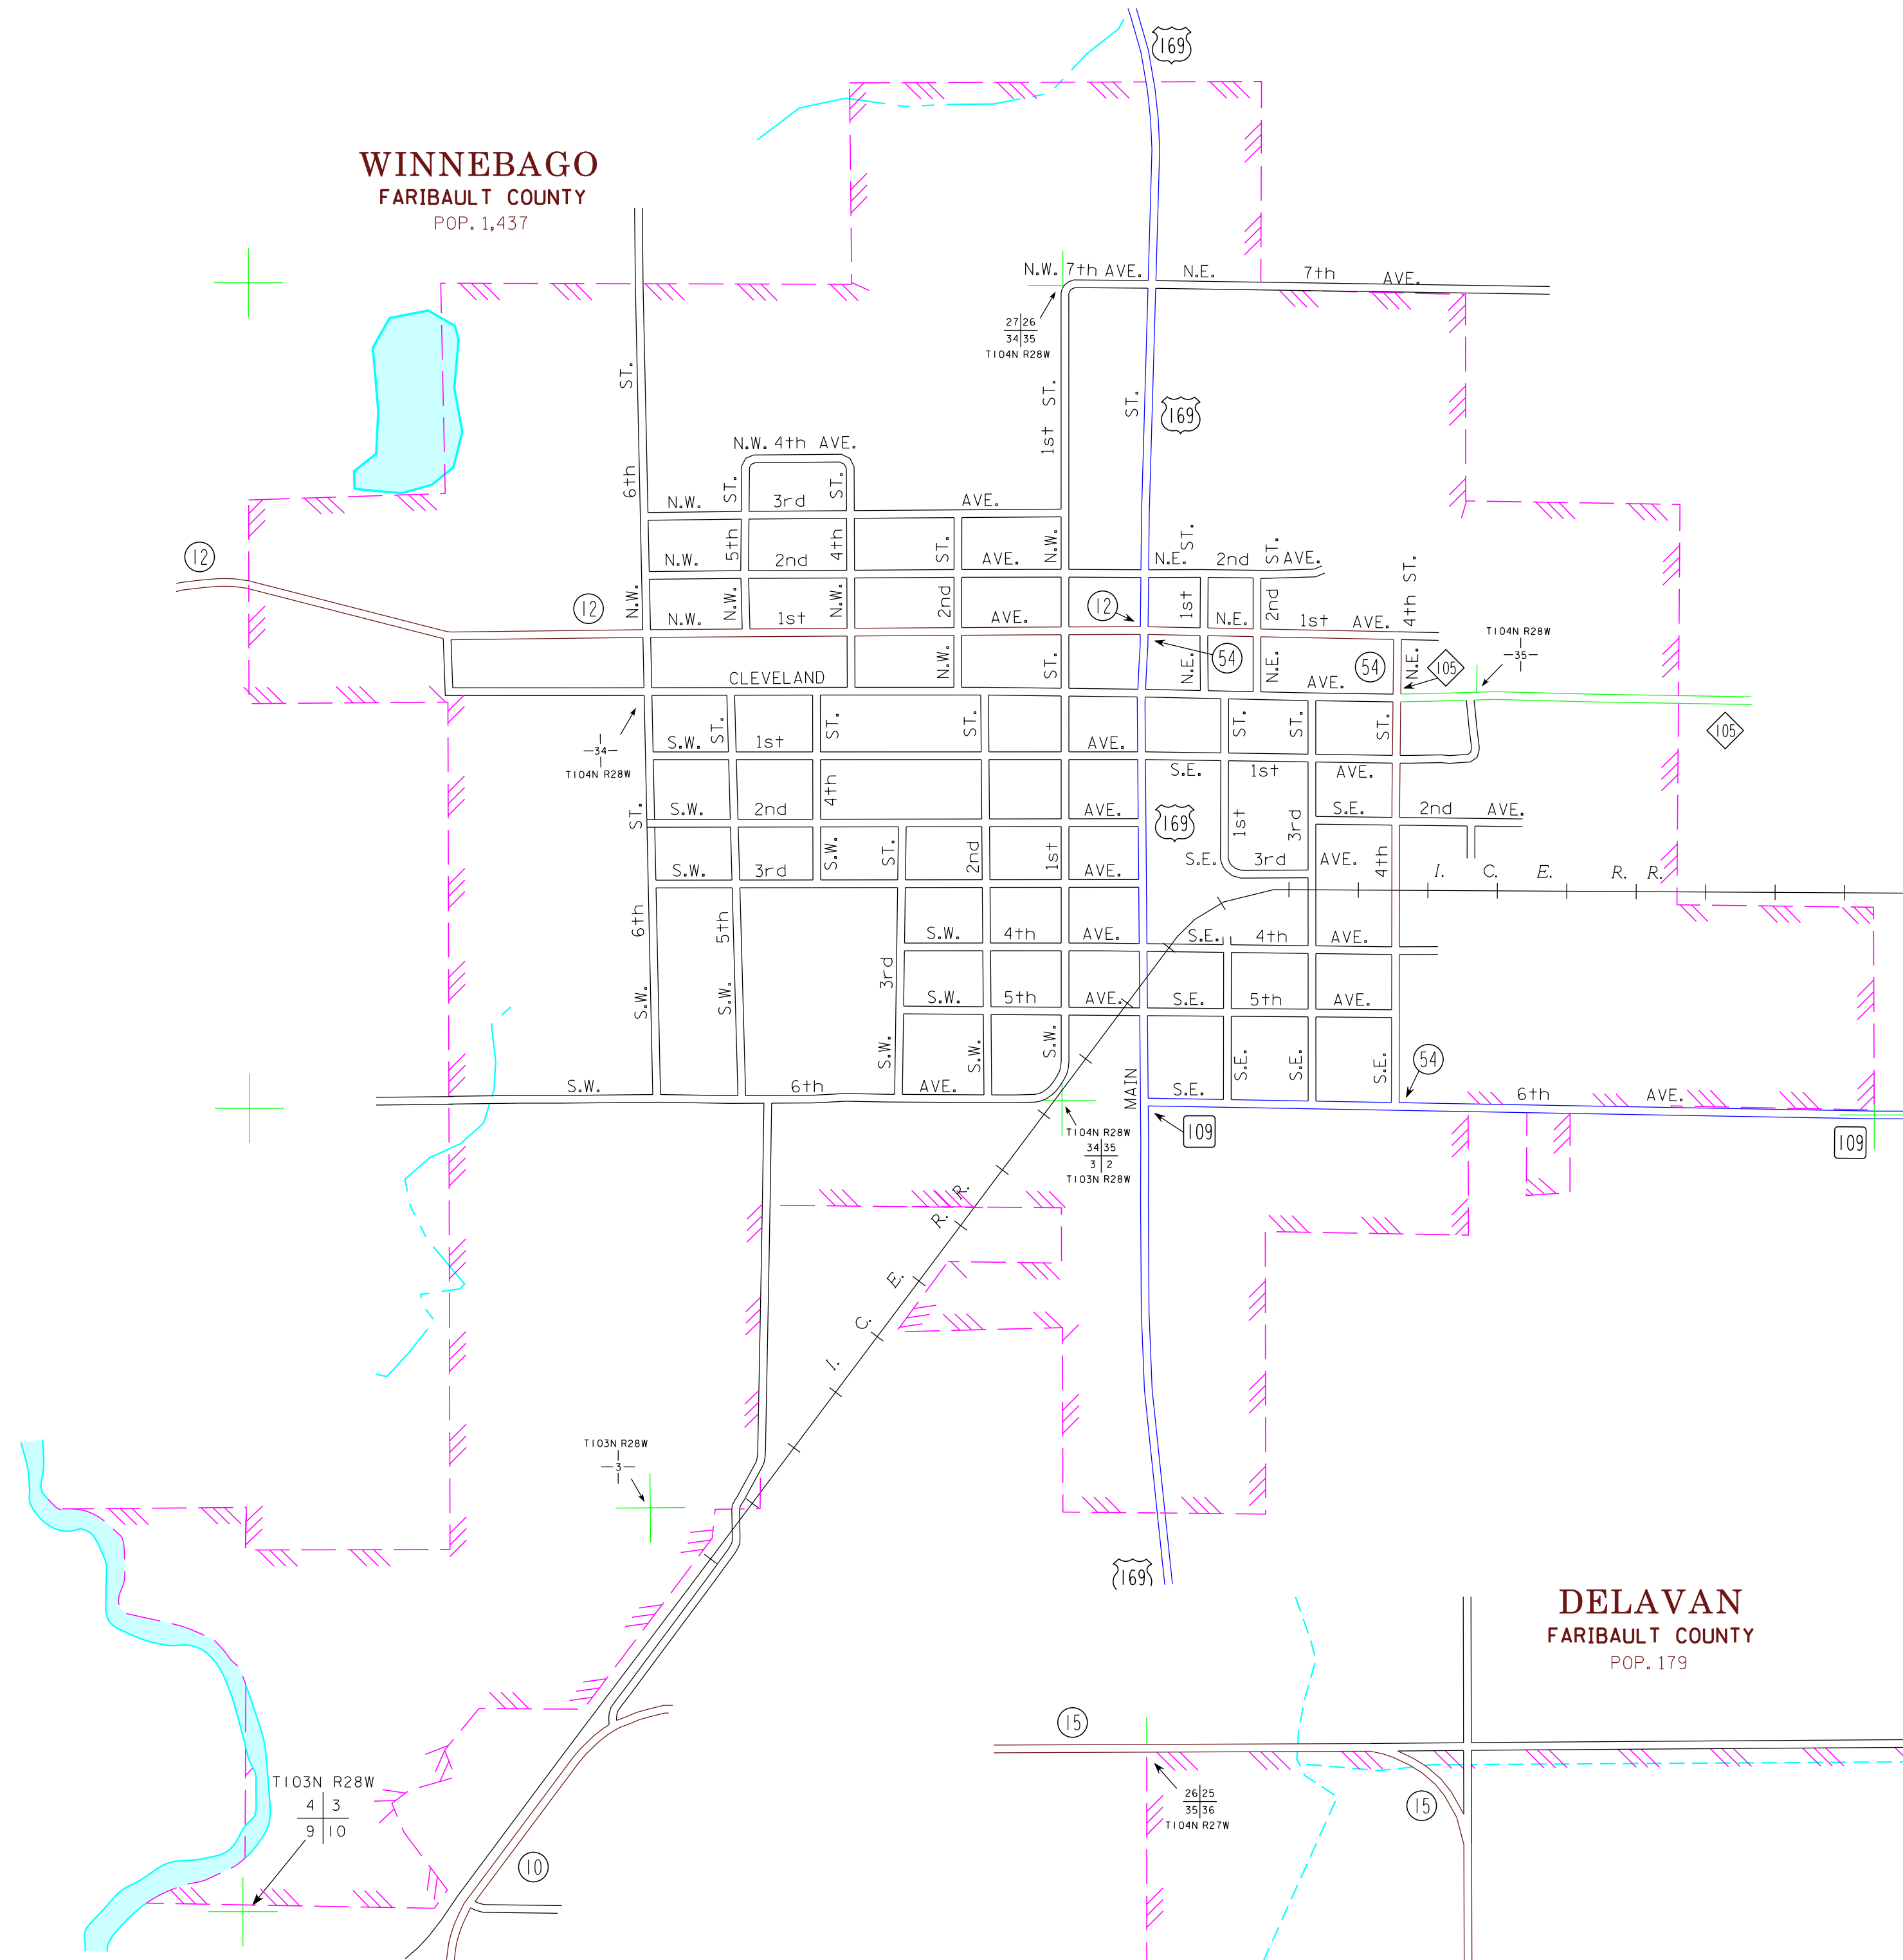 169
WINNEBAGO
FARIBAULT COUNTY
POP. 1,437
N.W. 7th AVE. N.E. 7th AVE.
27 26
34 35
T104N R28W
6th ST.
1st ST.
ST.
169
N.W. 4th AVE.
N.W. 3rd AVE.
5th ST.
4th ST.
ST.
N.W.
N.W. 2nd AVE.
N.E. 2nd AVE.
ST.
ST.
12
12
N.W.
N.W.
N.W.
2nd
12
1st
2nd
4th ST.
N.W. 1st AVE.
N.E. 1st AVE.
T104N R28W
35
54
54
105
N.W.
ST.
N.E.
N.E.
N.E.
CLEVELAND AVE.
105
34
T104N R28W
ST.
ST.
ST.
ST.
ST.
ST.
S.W. 1st AVE.
S.E. 1st AVE.
ST.
4th
S.W. 2nd AVE.
169
1st
3rd
S.E. 2nd AVE.
S.W.
ST.
2nd
1st
4th
S.W. 3rd AVE.
S.E. 3rd AVE.
I. C. E. R. R.
6th
5th
S.W. 4th AVE.
S.E. 4th AVE.
3rd
S.W.
S.W.
S.W. 5th AVE.
S.E. 5th AVE.
S.W.
S.W.
S.W.
MAIN
S.E.
S.E.
S.E.
54
S.W. 6th AVE.
S.E. 6th AVE.
109
109
T104N R28W
34 35
3 2
T103N R28W
I. C. E. R. R.
T103N R28W
3
169
DELAVAN
FARIBAULT COUNTY
POP. 179
15
15
26 25
35 36
T104N R27W
T103N R28W
4 3
9 10
10